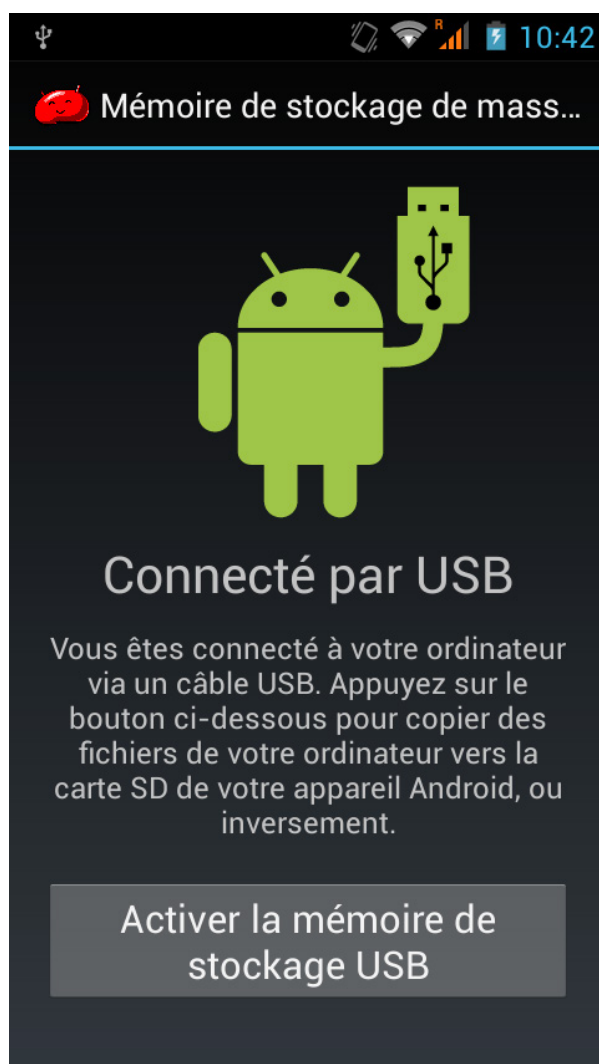 R
10:42
Mémoire de stockage de mass...
Connecté par USB
Vous êtes connecté à votre ordinateur
via un câble USB. Appuyez sur le
bouton ci-dessous pour copier des
fichiers de votre ordinateur vers la
carte SD de votre appareil Android, ou
inversement.
Activer la mémoire de
stockage USB